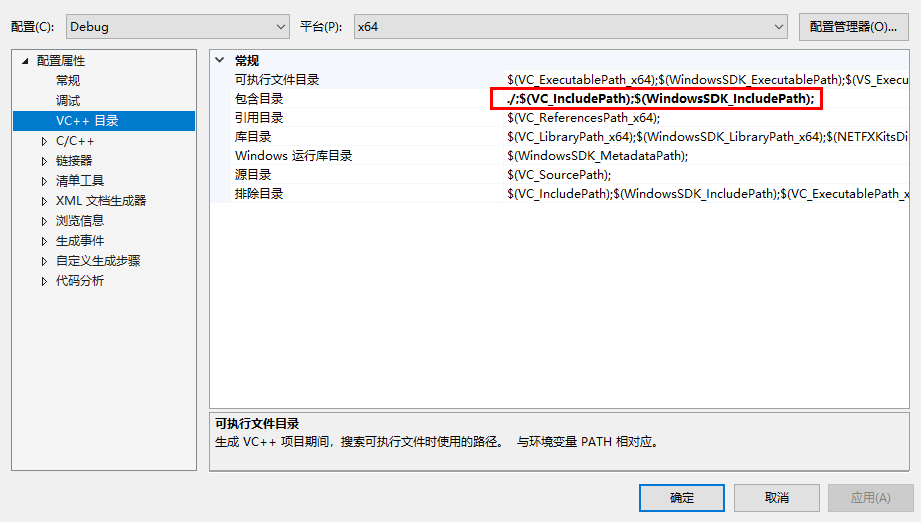 配置(C): Debug 平台(P): x64 配置管理器(O)...
配置属性
常规
调试
VC++ 目录
C/C++
链接器
清单工具
XML 文档生成器
浏览信息
生成事件
自定义生成步骤
代码分析
常规
可执行文件目录 $(VC_ExecutablePath_x64);$(WindowsSDK_ExecutablePath);$(VS_Execu
包含目录 ./;$(VC_IncludePath);$(WindowsSDK_IncludePath);
引用目录 $(VC_ReferencesPath_x64);
库目录 $(VC_LibraryPath_x64);$(WindowsSDK_LibraryPath_x64);$(NETFXKitsDi
Windows 运行库目录 $(WindowsSDK_MetadataPath);
源目录 $(VC_SourcePath);
排除目录 $(VC_IncludePath);$(WindowsSDK_IncludePath);$(VC_ExecutablePath_x
可执行文件目录
生成 VC++ 项目期间，搜索可执行文件时使用的路径。 与环境变量 PATH 相对应。
确定 取消 应用(A)